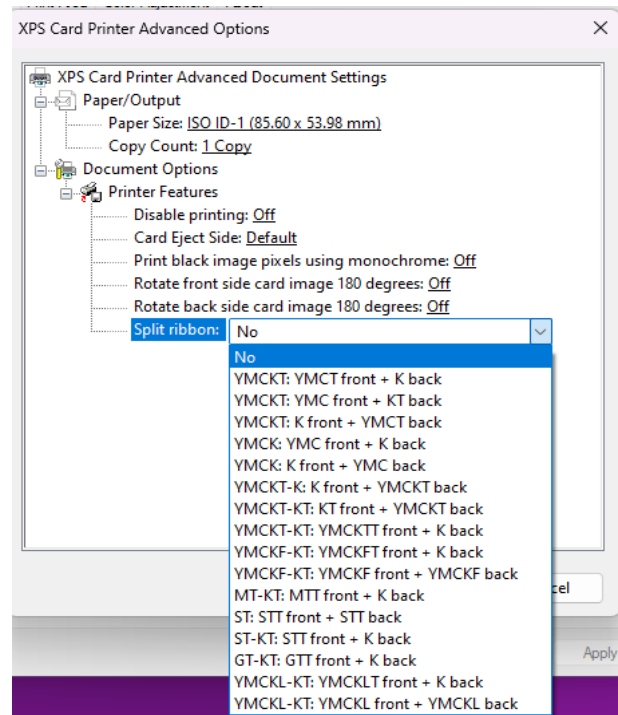 XPS Card Printer Advanced Options
XPS Card Printer Advanced Document Settings
Paper/Output
Paper Size: ISO ID-1 (85.60 x 53.98 mm)
Copy Count: 1 Copy
Document Options
Printer Features
Disable printing: Off
Card Eject Side: Default
Print black image pixels using monochrome: Off
Rotate front side card image 180 degrees: Off
Rotate back side card image 180 degrees: Off
Split ribbon: No
No
YMCKT: YMCT front + K back
YMCKT: YMC front + KT back
YMCKT: K front + YMCT back
YMCK: YMC front + K back
YMCK: K front + YMC back
YMCKT-K: K front + YMCKT back
YMCKT-KT: KT front + YMCKT back
YMCKT-KT: YMCKTT front + K back
YMCKF-KT: YMCKFT front + K back
YMCKF-KT: YMCKF front + YMCKF back
MT-KT: MTT front + K back
ST: STT front + STT back
ST-KT: STT front + K back
GT-KT: GTT front + K back
YMCKL-KT: YMCKLT front + K back
YMCKL-KT: YMCKL front + YMCKL back
cel
Apply